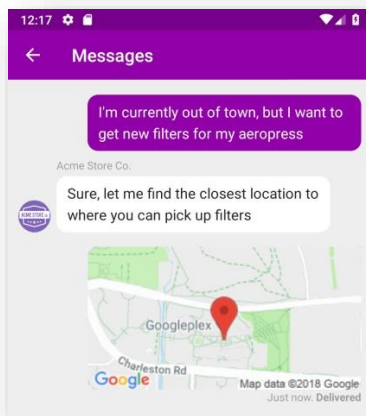 12:17
Messages
I'm currently out of town, but I want to
get new filters for my aeropress
Acme Store Co.
ACME STORE
Sure, let me find the closest location to
where you can pick up filters
Googleplex
Charleston Rd
Google
Map data ©2018 Google
Just now. Delivered